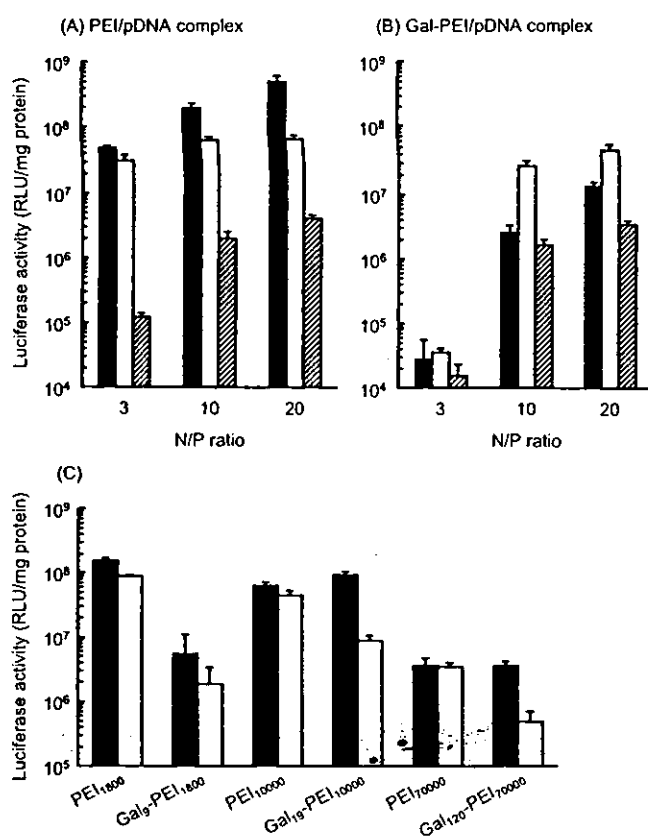 (A) PEI/pDNA complex
(B) Gal-PEI/pDNA complex
Luciferase activity (RLU/mg protein)
10⁹
10⁸
10⁷
10⁶
10⁵
10⁴
3 10 20
N/P ratio
10⁹
10⁸
10⁷
10⁶
10⁵
10⁴
3 10 20
N/P ratio
(C)
Luciferase activity (RLU/mg protein)
10⁹
10⁸
10⁷
10⁶
10⁵
PEI₁₈₀₀
Gal₉-PEI₁₈₀₀
PEI₁₀₀₀₀
Gal₁₉-PEI₁₀₀₀₀
PEI₇₀₀₀₀
Gal₁₂₀-PEI₇₀₀₀₀